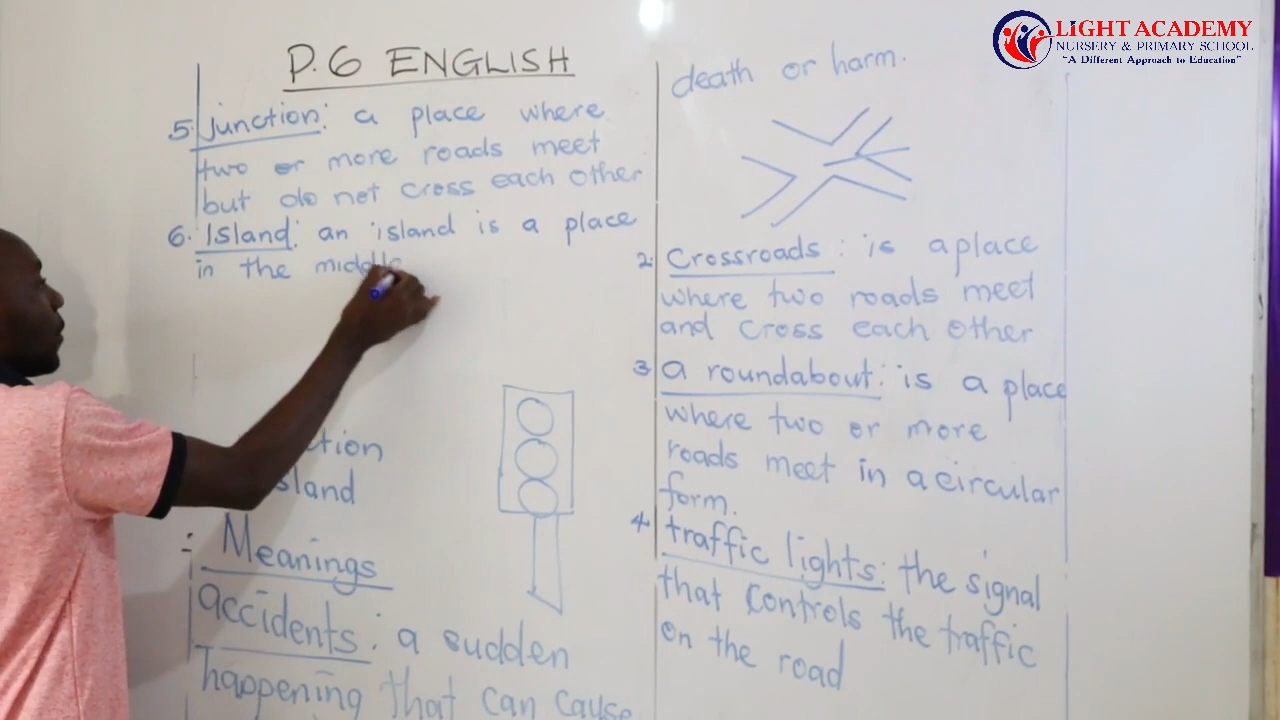 LIGHT ACADEMY
NURSERY & PRIMARY SCHOOL
"A Different Approach to Education"
P.6 ENGLISH
5. junction: a place where
two or more roads meet
but do not cross each other
6. Island: an island is a place
in the middle
tion
sland
Meanings
accidents: a sudden
happening that can cause
death or harm.
2. Crossroads: is a place
where two roads meet
and cross each other
3 a roundabout: is a place
where two or more
roads meet in a circular
form.
4 traffic lights: the signal
that controls the traffic
on the road